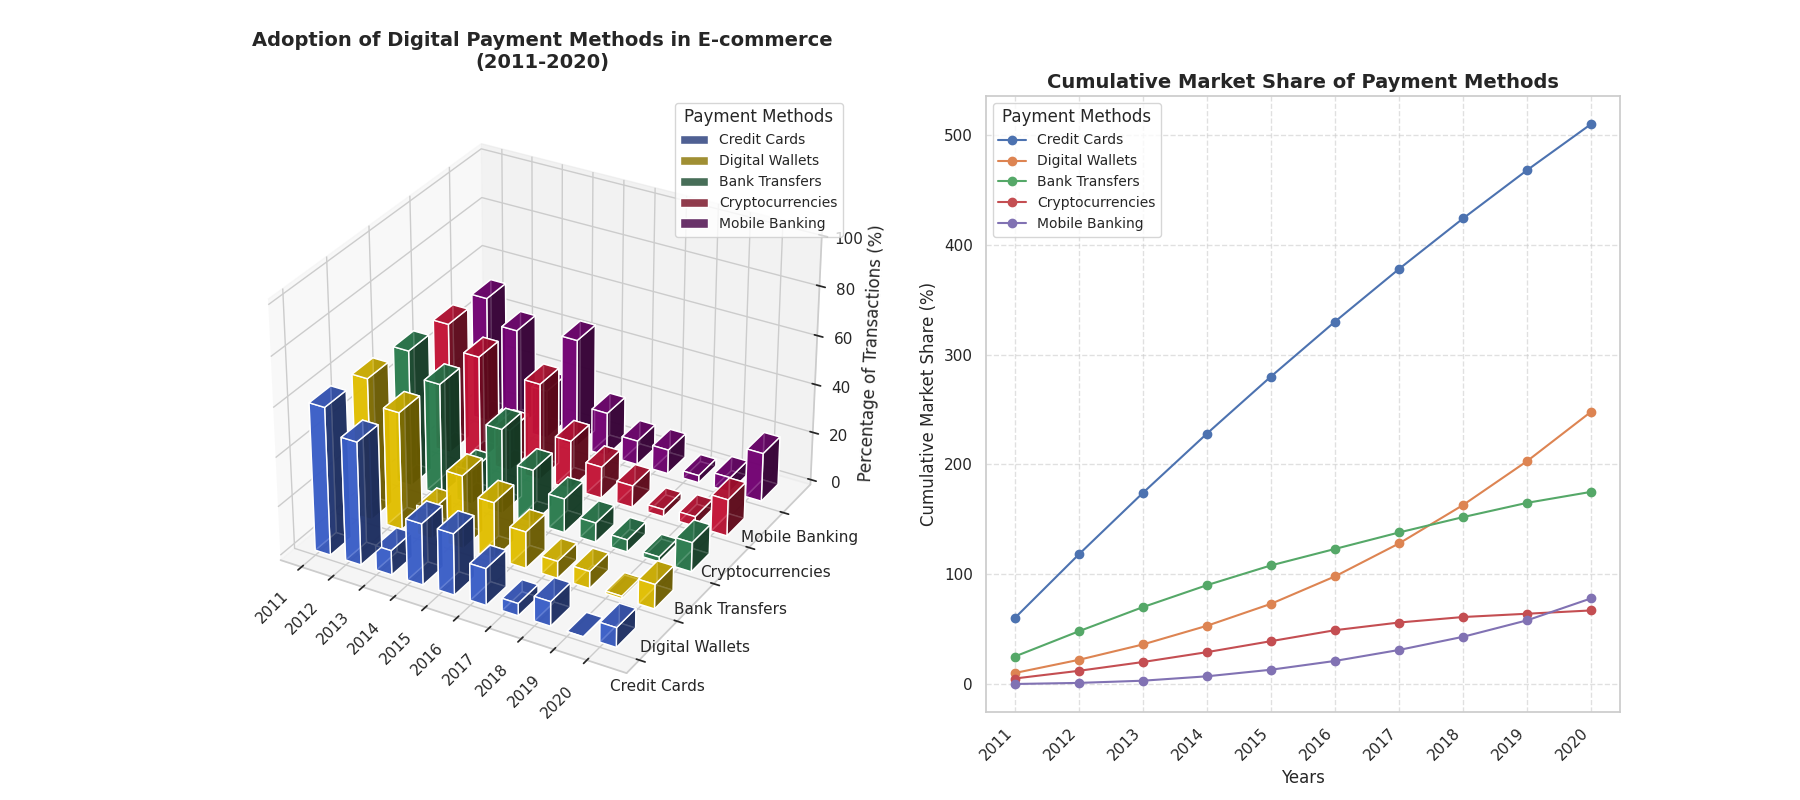 Adoption of Digital Payment Methods in E-commerce
(2011-2020)
Payment Methods
Credit Cards
Digital Wallets
Bank Transfers
Cryptocurrencies
Mobile Banking
100
80
60
40
20
0
Percentage of Transactions (%)
2011
2012
2013
2014
2015
2016
2017
2018
2019
2020
Mobile Banking
Cryptocurrencies
Bank Transfers
Digital Wallets
Credit Cards
Cumulative Market Share of Payment Methods
Payment Methods
Credit Cards
Digital Wallets
Bank Transfers
Cryptocurrencies
Mobile Banking
500
400
300
200
100
0
Cumulative Market Share (%)
2011
2012
2013
2014
2015
2016
2017
2018
2019
2020
Years